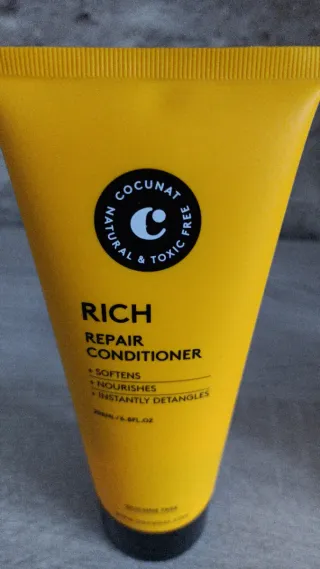 COCUNAT
NATURAL & TOXIC FREE
C
RICH
REPAIR
CONDITIONER
+ SOFTENS
+ NOURISHES
+ INSTANTLY DETANGLES